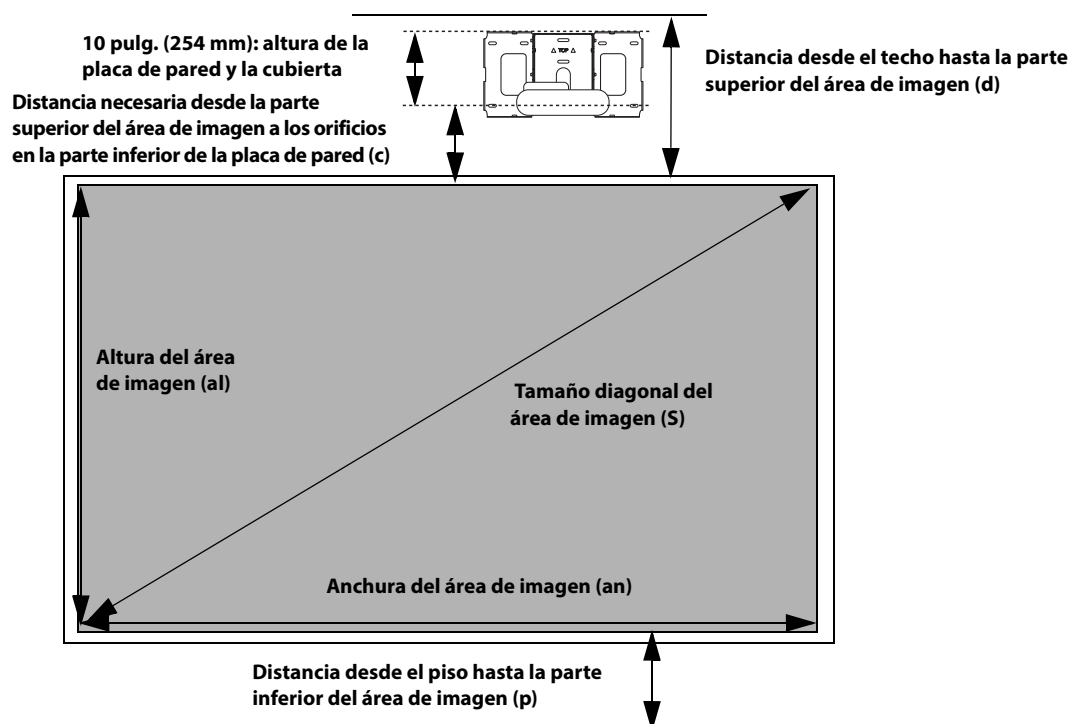 10 pulg. (254 mm): altura de la
placa de pared y la cubierta
TOP
Distancia desde el techo hasta la parte
superior del área de imagen (d)
Distancia necesaria desde la parte
superior del área de imagen a los orificios
en la parte inferior de la placa de pared (c)
Altura del área
de imagen (al)
Tamaño diagonal del
área de imagen (S)
Anchura del área de imagen (an)
Distancia desde el piso hasta la parte
inferior del área de imagen (p)